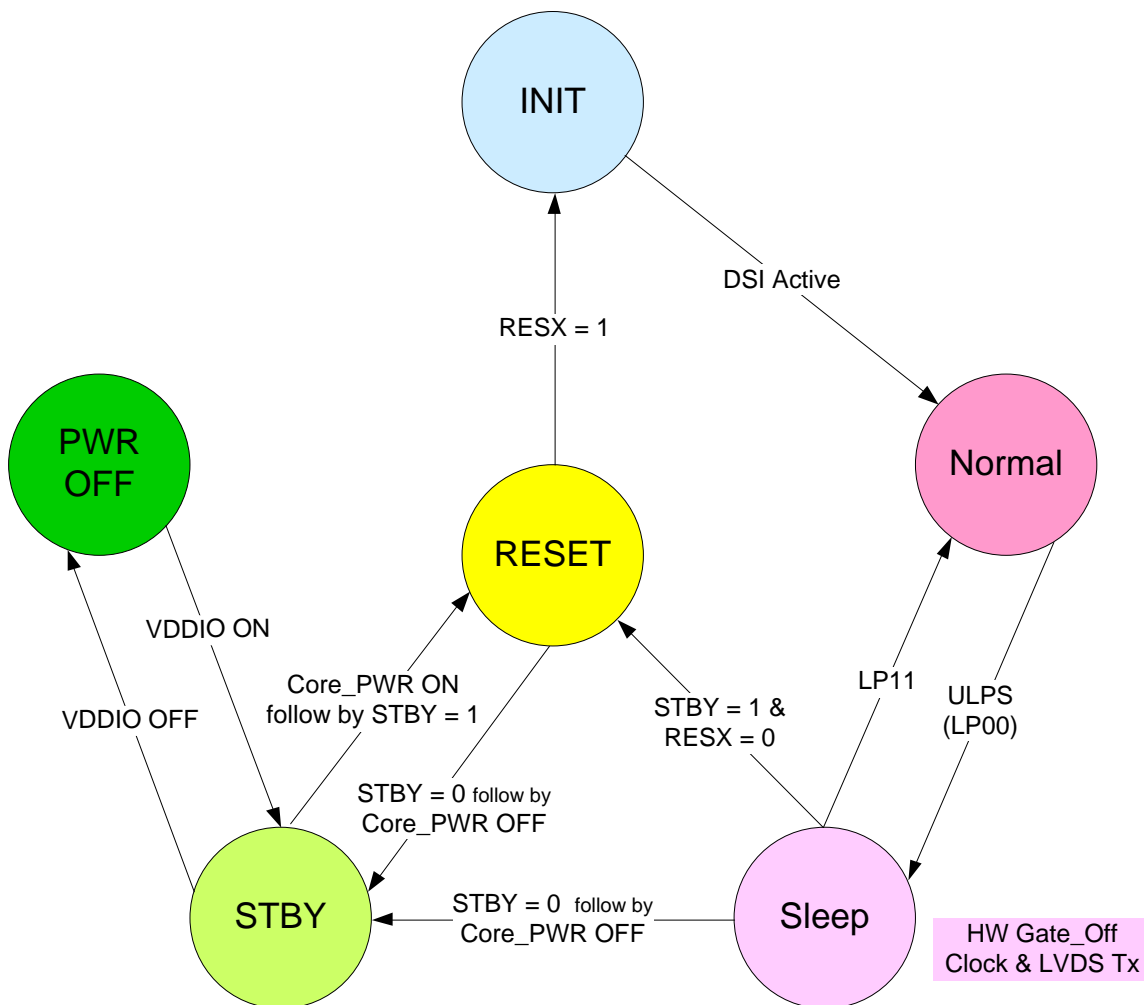 INIT
DSI Active
RESX = 1
PWR
OFF
Normal
RESET
VDDIO ON
Core_PWR ON
follow by STBY = 1
VDDIO OFF
STBY = 1 &
RESX = 0
LP11
ULPS
(LP00)
STBY = 0 follow by
Core_PWR OFF
STBY
STBY = 0 follow by
Core_PWR OFF
Sleep
HW Gate_Off
Clock & LVDS Tx